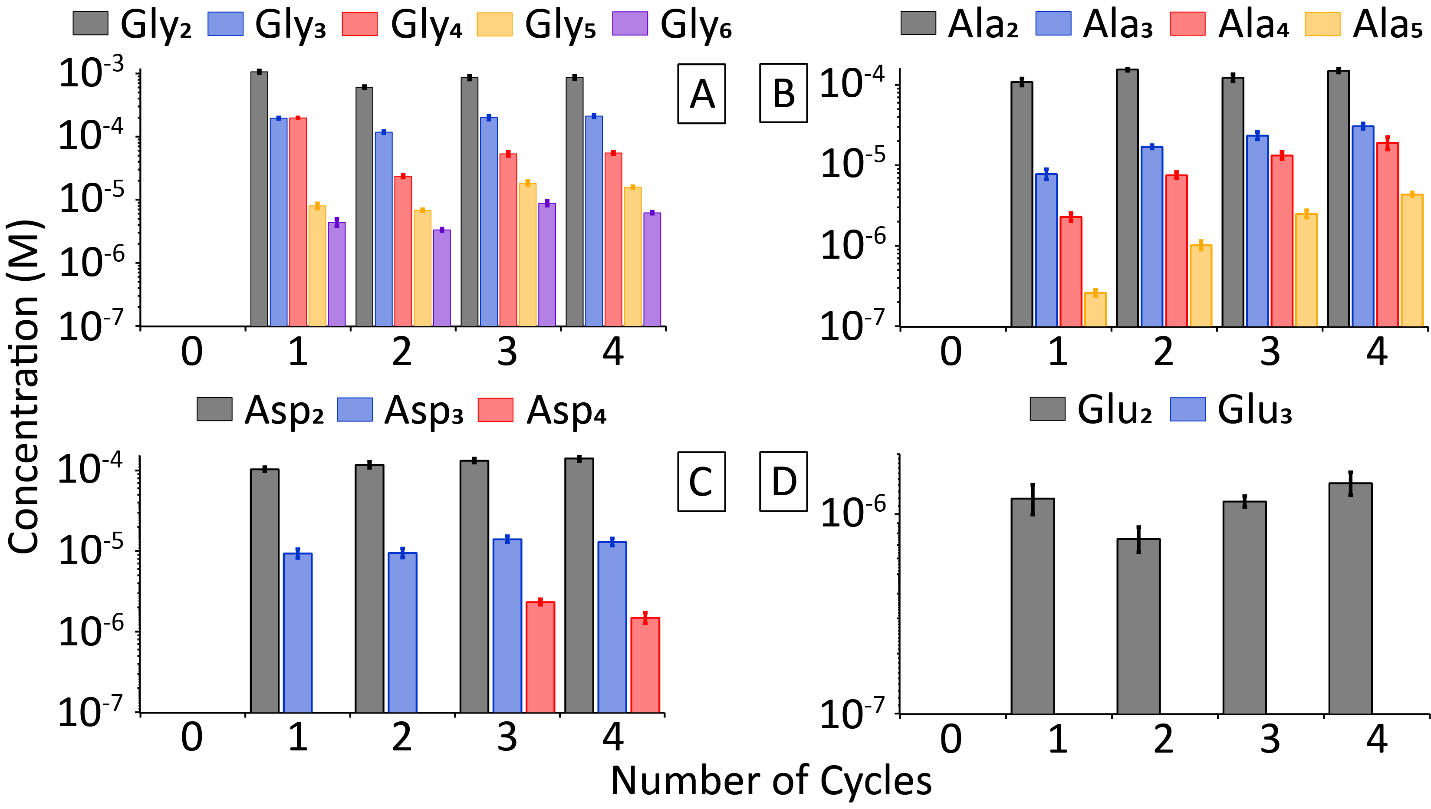 Gly₂ Gly₃ Gly₄ Gly₅ Gly₆
Ala₂ Ala₃ Ala₄ Ala₅
A
B
10⁻³
10⁻⁴
10⁻⁵
10⁻⁶
10⁻⁷
0 1 2 3 4
10⁻⁴
10⁻⁵
10⁻⁶
10⁻⁷
0 1 2 3 4
Concentration (M)
Asp₂ Asp₃ Asp₄
Glu₂ Glu₃
C
D
10⁻⁴
10⁻⁵
10⁻⁶
10⁻⁷
0 1 2 3 4
10⁻⁶
10⁻⁷
0 1 2 3 4
Number of Cycles